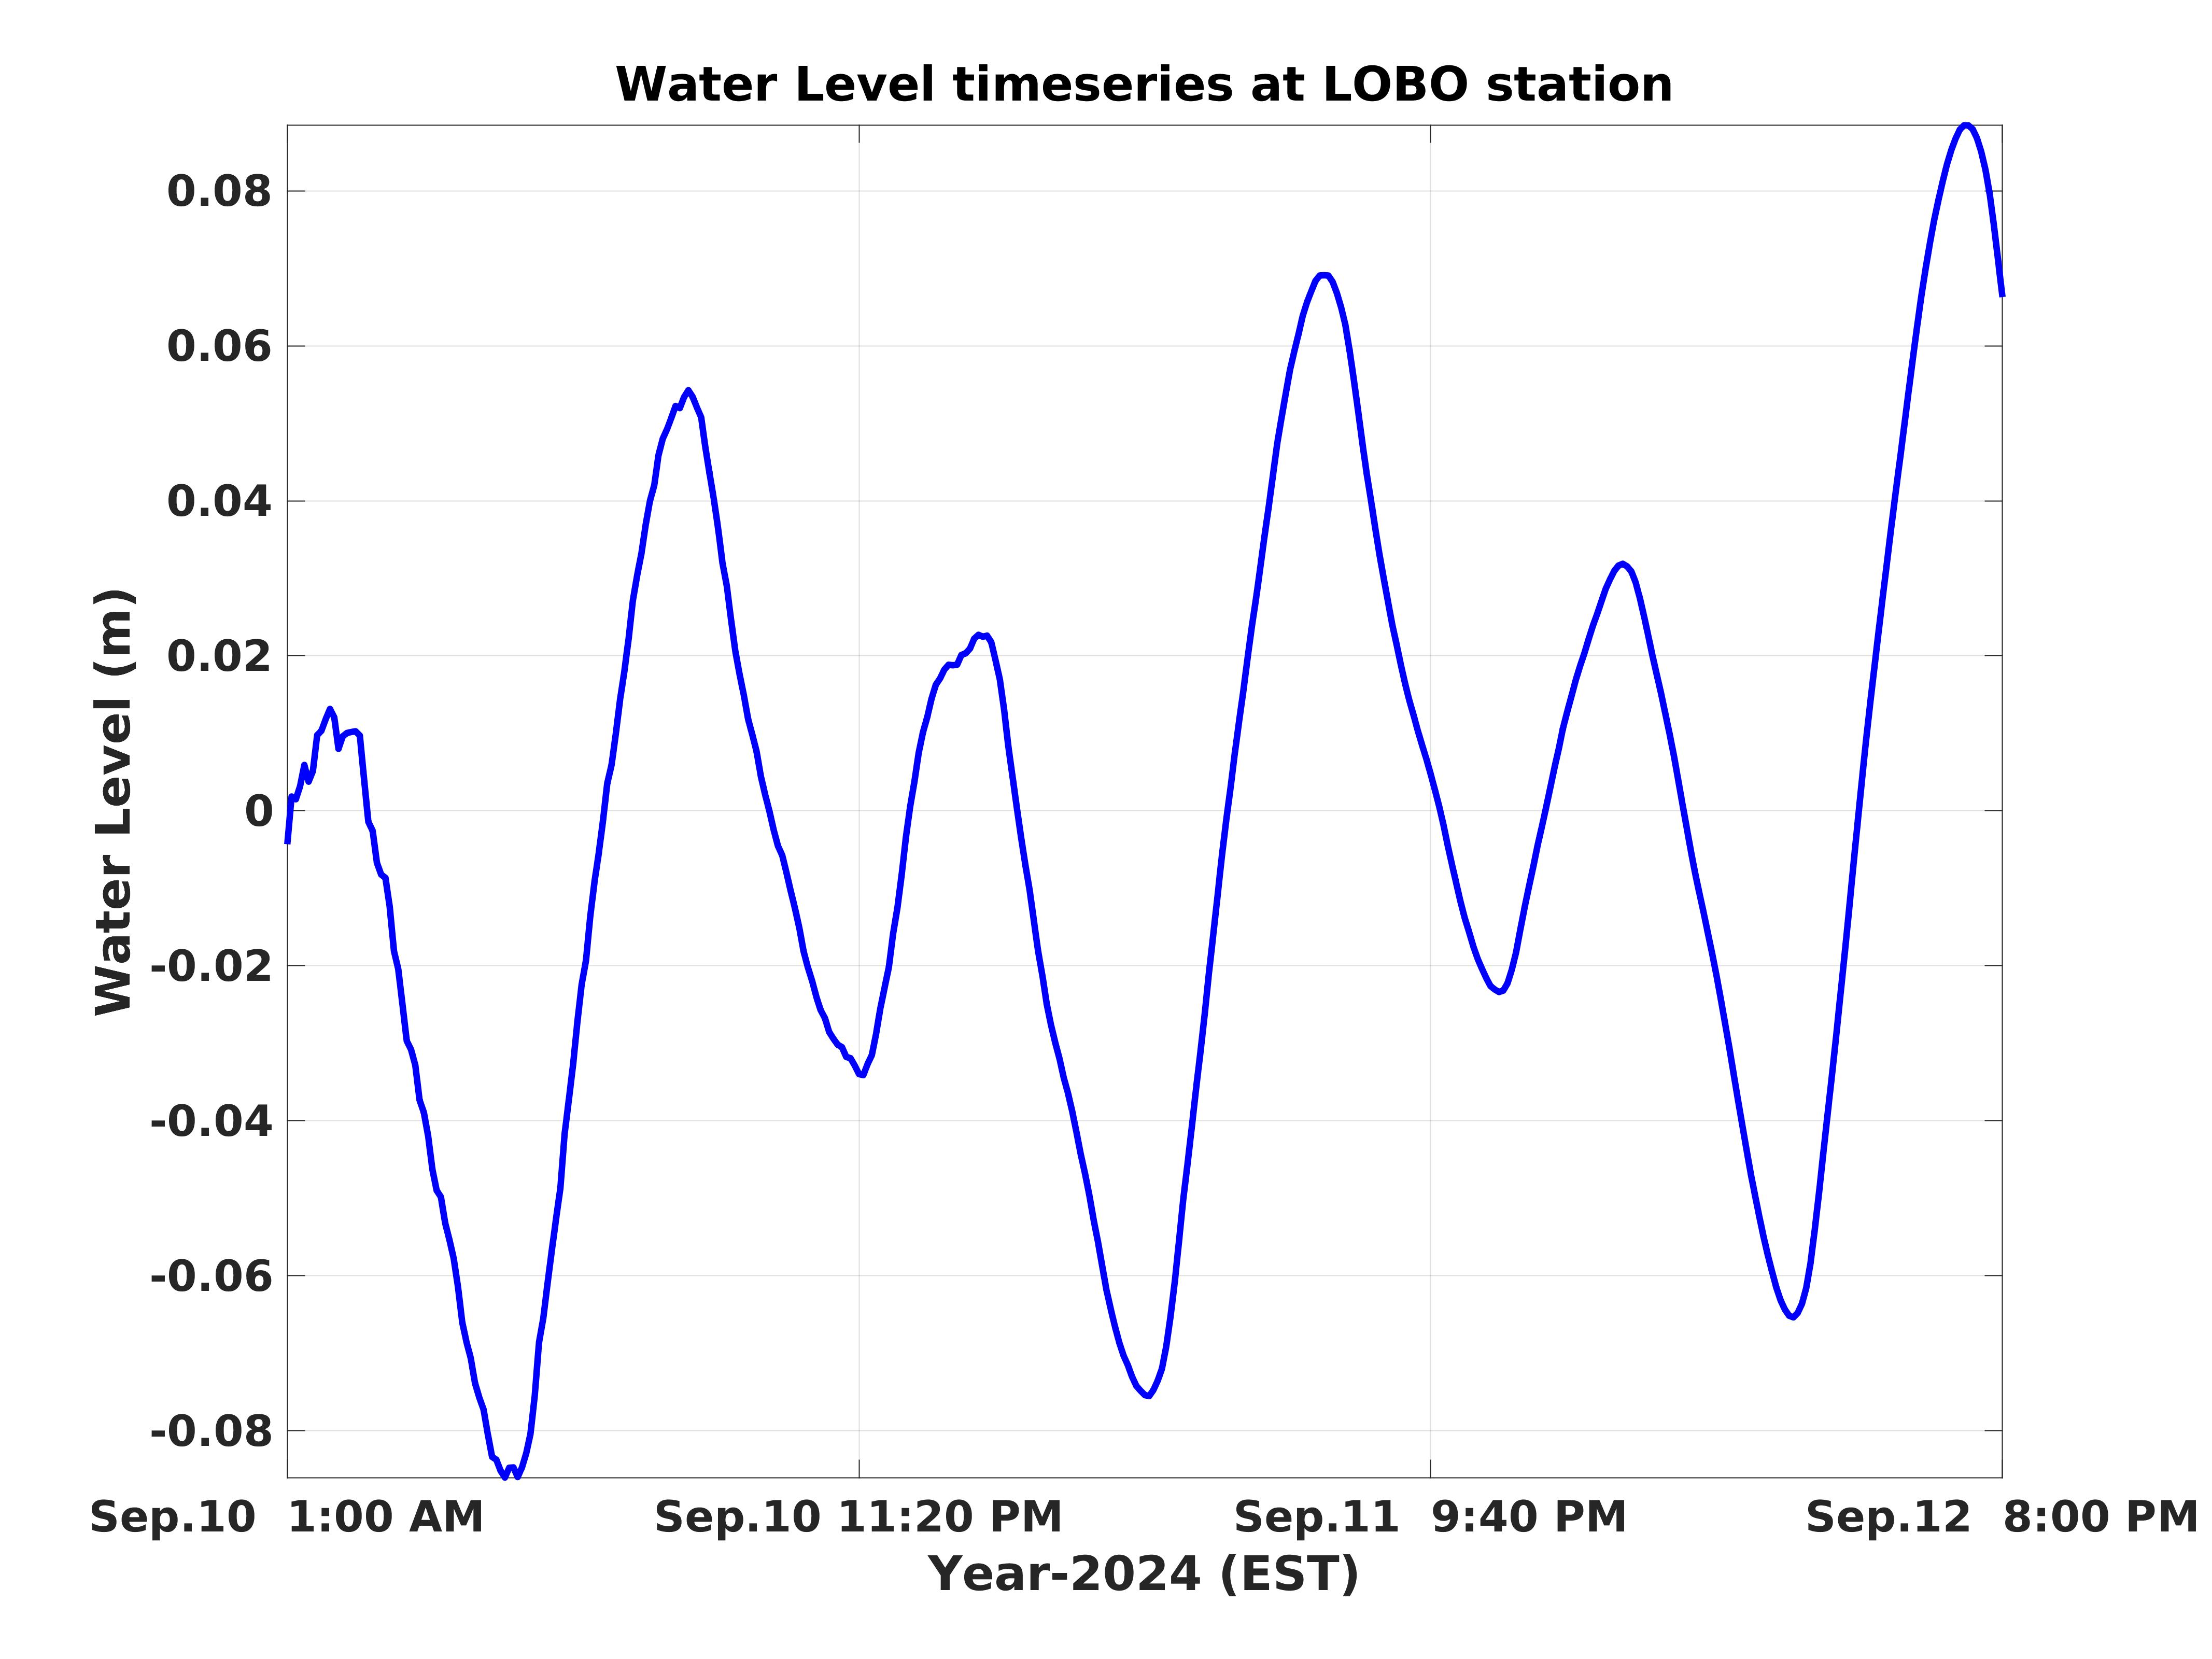 Water Level timeseries at LOBO station
0.08
0.06
0.04
0.02
0
-0.02
-0.04
-0.06
-0.08
Water Level (m)
Sep.10 1:00 AM Sep.10 11:20 PM Sep.11 9:40 PM Sep.12 8:00 PM
Year-2024 (EST)